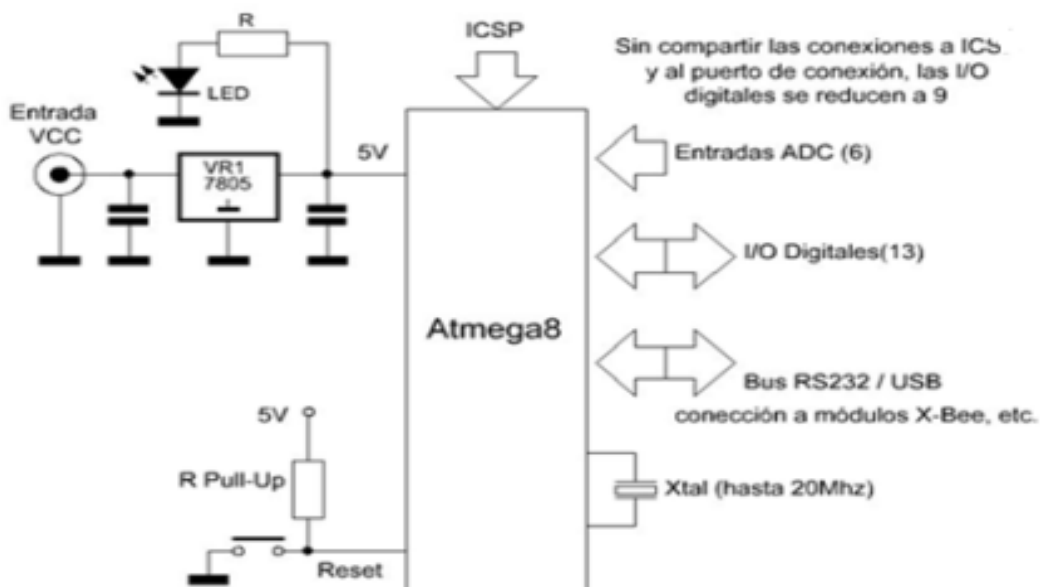 R
ICSP
Sin compartir las conexiones a ICS
y al puerto de conexión, las I/O
digitales se reducen a 9
LED
Entrada
VCC
VR1
7805
5V
Entradas ADC (6)
I/O Digitales(13)
Atmega8
Bus RS232 / USB
conección a módulos X-Bee, etc.
5V
R Pull-Up
Xtal (hasta 20Mhz)
Reset